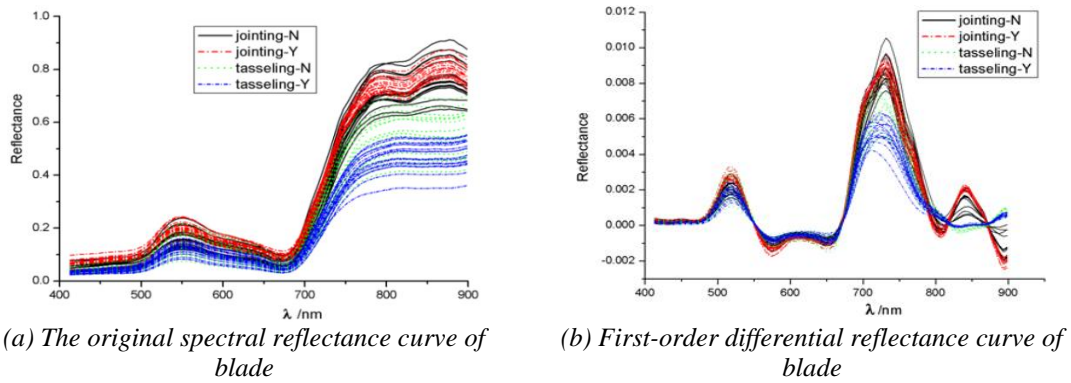 1.0
0.8
0.6
0.4
0.2
0.0
Reflectance
400 500 600 700 800 900
λ /nm
jointing-N
jointing-Y
tasseling-N
tasseling-Y
(a) The original spectral reflectance curve of
blade
0.012
0.010
0.008
0.006
0.004
0.002
0.000
-0.002
Reflectance
400 500 600 700 800 900
λ /nm
jointing-N
jointing-Y
tasseling-N
tasseling-Y
(b) First-order differential reflectance curve of
blade